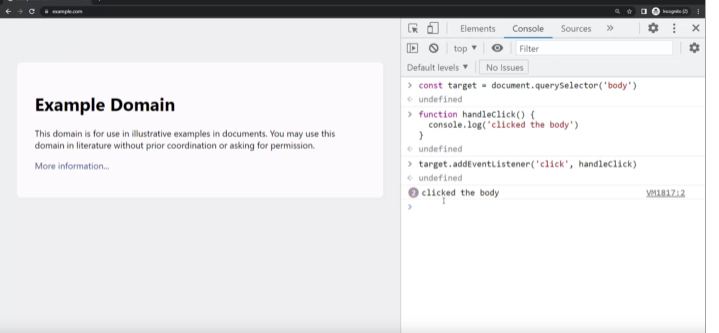 example.com
Incognito (2)
Example Domain
This domain is for use in illustrative examples in documents. You may use this
domain in literature without prior coordination or asking for permission.
More information...
Elements Console Sources
top Filter
Default levels No Issues
const target = document.querySelector('body')
undefined
function handleClick() {
console.log('clicked the body')
}
undefined
target.addEventListener('click', handleClick)
undefined
2 clicked the body VM1817:2